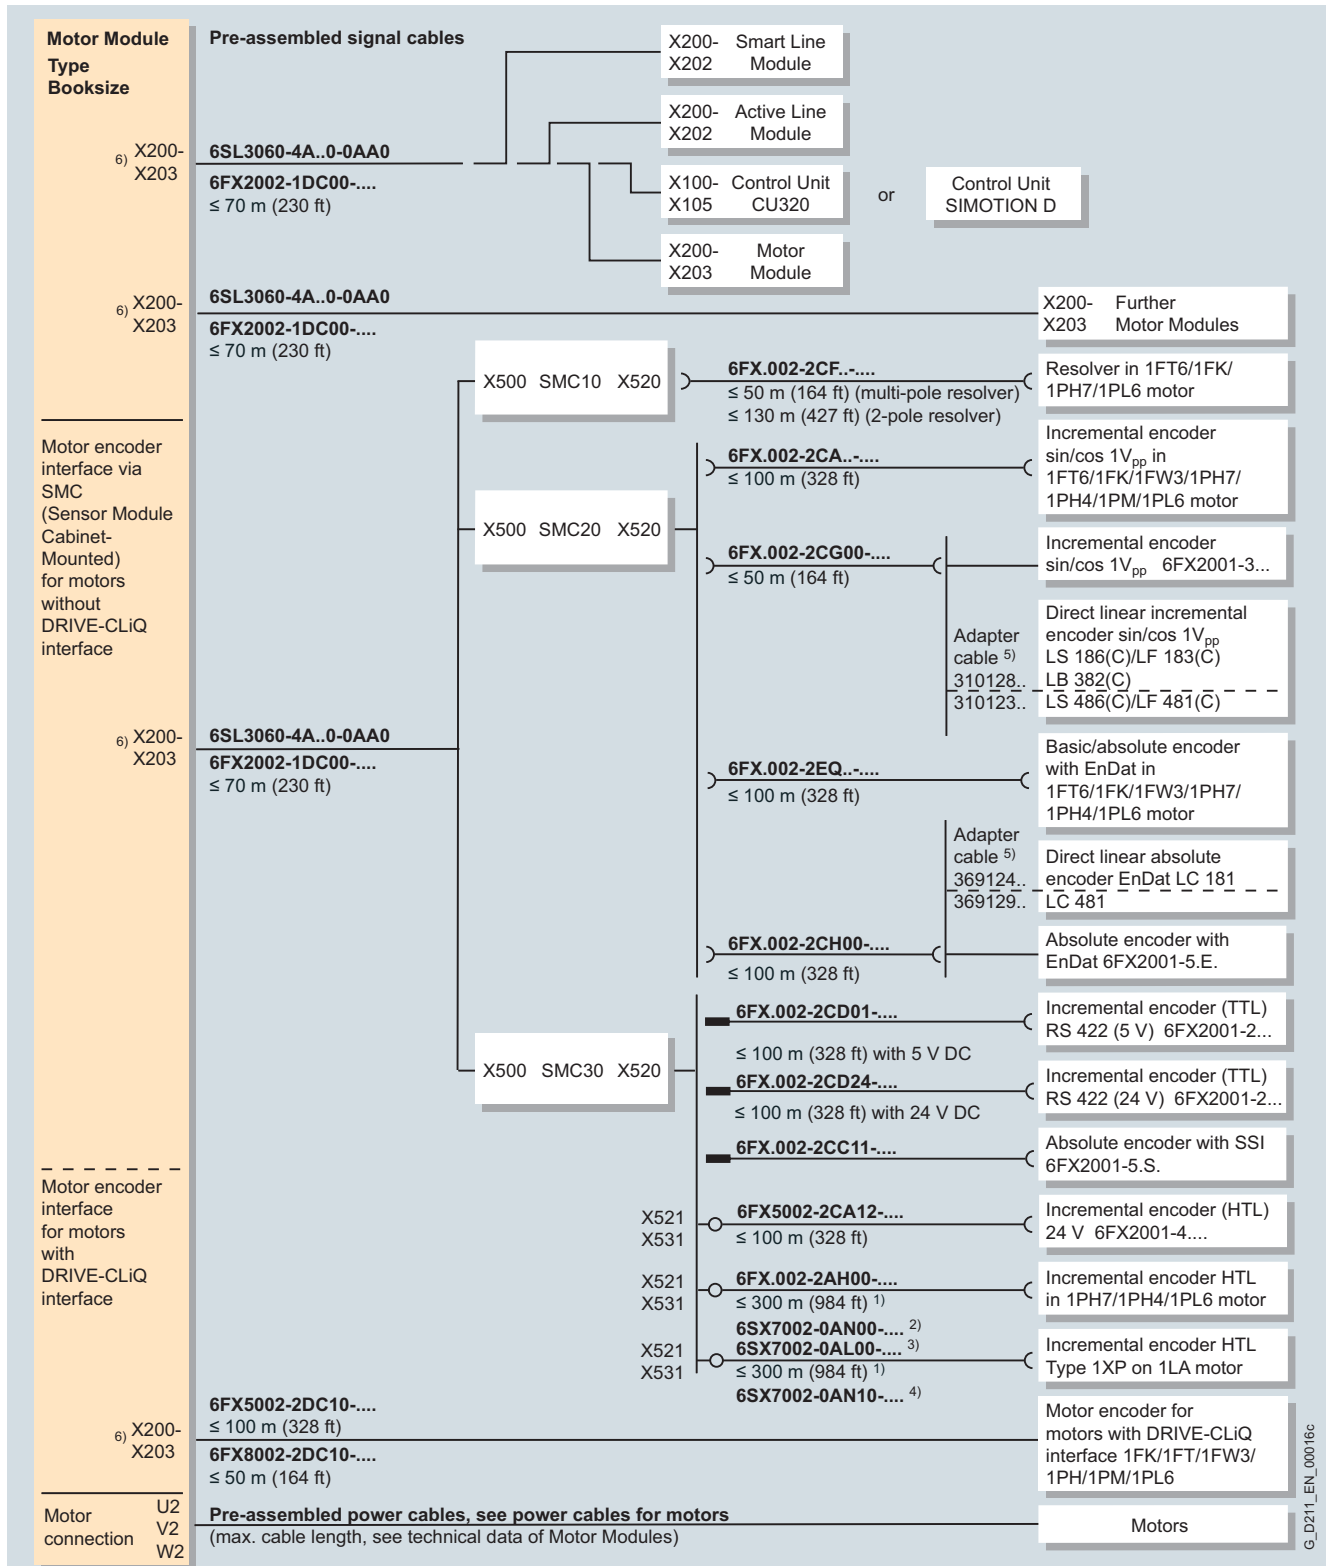 Motor Module
Type
Booksize
Pre-assembled signal cables
X200- Smart Line
X202 Module
X200- Active Line
X202 Module
6) X200-
X203
6SL3060-4A..0-0AA0
6FX2002-1DC00-....
≤ 70 m (230 ft)
X100- Control Unit
X105 CU320
or
Control Unit
SIMOTION D
X200- Motor
X203 Module
6) X200-
X203
6SL3060-4A..0-0AA0
6FX2002-1DC00-....
≤ 70 m (230 ft)
X200- Further
X203 Motor Modules
X500 SMC10 X520
6FX.002-2CF..-....
≤ 50 m (164 ft) (multi-pole resolver)
≤ 130 m (427 ft) (2-pole resolver)
Resolver in 1FT6/1FK/
1PH7/1PL6 motor
Motor encoder
interface via
SMC
(Sensor Module
Cabinet-
Mounted)
for motors
without
DRIVE-CLiQ
interface
6FX.002-2CA..-....
≤ 100 m (328 ft)
Incremental encoder
sin/cos 1Vpp in
1FT6/1FK/1FW3/1PH7/
1PH4/1PM/1PL6 motor
X500 SMC20 X520
6FX.002-2CG00-....
≤ 50 m (164 ft)
Incremental encoder
sin/cos 1Vpp 6FX2001-3...
Adapter
cable 5)
310128..
310123..
Direct linear incremental
encoder sin/cos 1Vpp
LS 186(C)/LF 183(C)
LB 382(C)
LS 486(C)/LF 481(C)
6) X200-
X203
6SL3060-4A..0-0AA0
6FX2002-1DC00-....
≤ 70 m (230 ft)
6FX.002-2EQ..-....
≤ 100 m (328 ft)
Basic/absolute encoder
with EnDat in
1FT6/1FK/1FW3/1PH7/
1PH4/1PL6 motor
Adapter
cable 5)
369124..
369129..
Direct linear absolute
encoder EnDat LC 181
LC 481
6FX.002-2CH00-....
≤ 100 m (328 ft)
Absolute encoder with
EnDat 6FX2001-5.E.
X500 SMC30 X520
6FX.002-2CD01-....
≤ 100 m (328 ft) with 5 V DC
Incremental encoder (TTL)
RS 422 (5 V) 6FX2001-2...
6FX.002-2CD24-....
≤ 100 m (328 ft) with 24 V DC
Incremental encoder (TTL)
RS 422 (24 V) 6FX2001-2...
6FX.002-2CC11-....
Absolute encoder with SSI
6FX2001-5.S.
Motor encoder
interface
for motors
with
DRIVE-CLiQ
interface
X521
X531
6FX5002-2CA12-....
≤ 100 m (328 ft)
Incremental encoder (HTL)
24 V 6FX2001-4....
X521
X531
6FX.002-2AH00-....
≤ 300 m (984 ft) 1)
Incremental encoder HTL
in 1PH7/1PH4/1PL6 motor
X521
X531
6SX7002-0AN00-.... 2)
6SX7002-0AL00-.... 3)
≤ 300 m (984 ft) 1)
6SX7002-0AN10-.... 4)
Incremental encoder HTL
Type 1XP on 1LA motor
6) X200-
X203
6FX5002-2DC10-....
≤ 100 m (328 ft)
6FX8002-2DC10-....
≤ 50 m (164 ft)
Motor encoder for
motors with DRIVE-CLiQ
interface 1FK/1FT/1FW3/
1PH/1PM/1PL6
Motor
connection
U2
V2
W2
Pre-assembled power cables, see power cables for motors
(max. cable length, see technical data of Motor Modules)
Motors
G_D211_EN_00016c